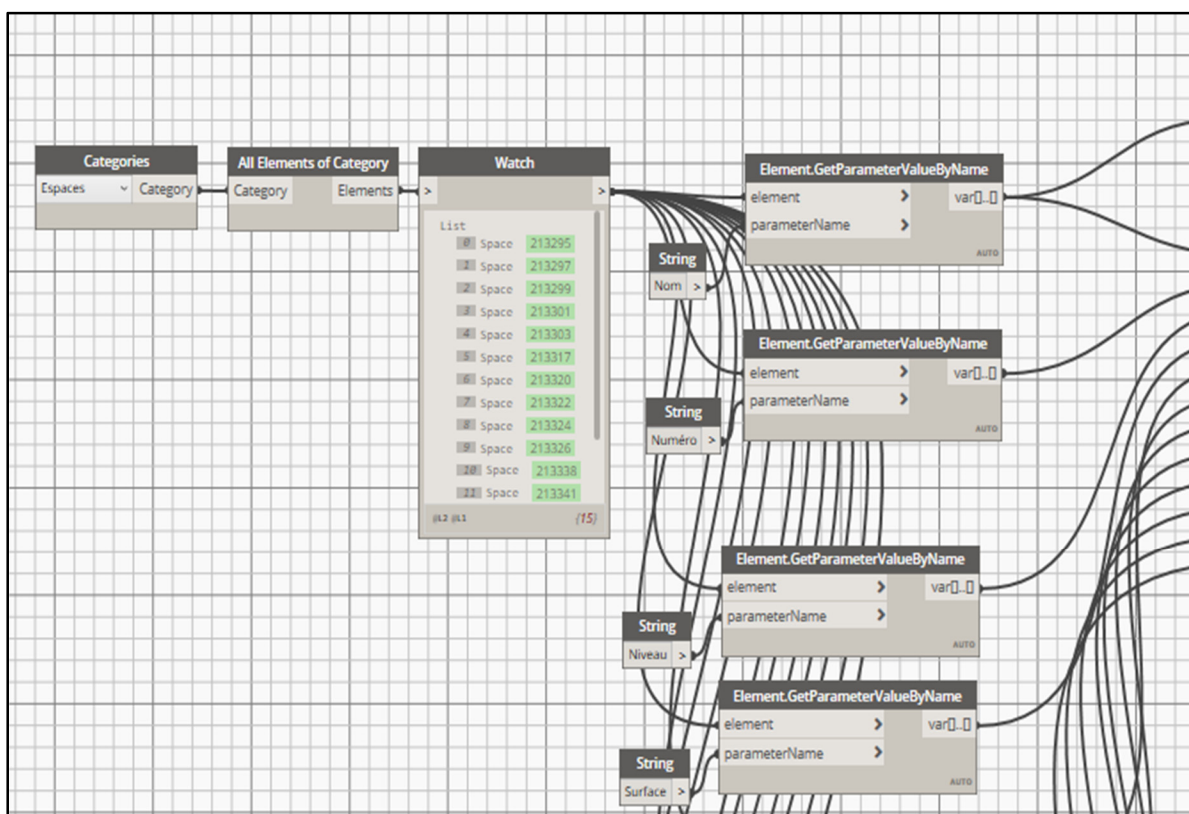 Categories
Espaces Category
All Elements of Category
Category Elements
Watch
> >
List
0 Space 213295
1 Space 213297
2 Space 213299
3 Space 213301
4 Space 213303
5 Space 213317
6 Space 213320
7 Space 213322
8 Space 213324
9 Space 213326
10 Space 213338
11 Space 213341
@L2 @L1 {15}
Element.GetParameterValueByName
element > var[]..[]
parameterName >
AUTO
String
Nom >
Element.GetParameterValueByName
element > var[]..[]
parameterName >
AUTO
String
Numéro >
Element.GetParameterValueByName
element > var[]..[]
parameterName >
AUTO
String
Niveau >
Element.GetParameterValueByName
element > var[]..[]
parameterName >
AUTO
String
Surface >